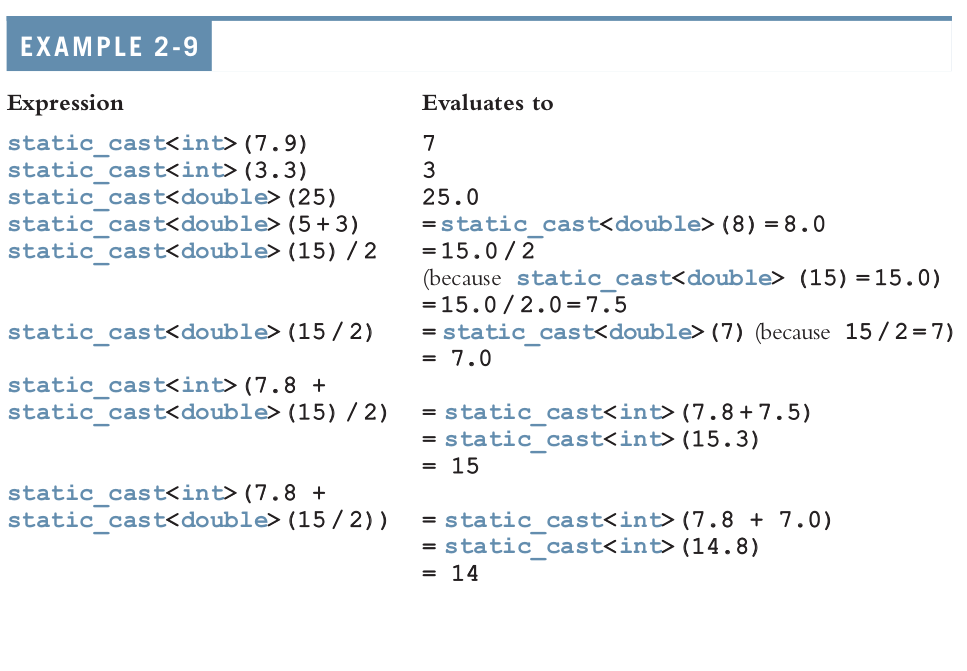 EXAMPLE 2-9
Expression Evaluates to
static_cast<int>(7.9) 7
static_cast<int>(3.3) 3
static_cast<double>(25) 25.0
static_cast<double>(5+3) =static_cast<double>(8)=8.0
static_cast<double>(15)/2 =15.0/2
(because static_cast<double> (15)=15.0)
=15.0/2.0=7.5
static_cast<double>(15/2) =static_cast<double>(7) (because 15/2=7)
= 7.0
static_cast<int>(7.8 +
static_cast<double>(15)/2) = static_cast<int>(7.8+7.5)
= static_cast<int>(15.3)
= 15
static_cast<int>(7.8 +
static_cast<double>(15/2)) = static_cast<int>(7.8 + 7.0)
= static_cast<int>(14.8)
= 14